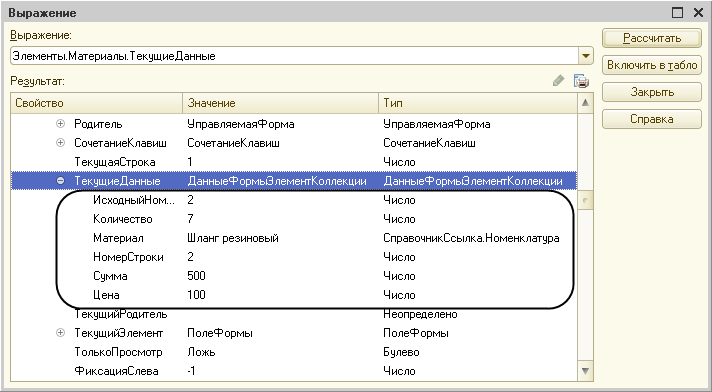 Выражение
Выражение:
Элементы.Материалы.ТекущиеДанные
Рассчитать
Включить в табло
Закрыть
Справка
Результат:
Свойство Значение Тип
Родитель УправляемаяФорма УправляемаяФорма
СочетаниеКлавиш СочетаниеКлавиш СочетаниеКлавиш
ТекущаяСтрока 1 Число
ТекущиеДанные ДанныеФормыЭлементКоллекции ДанныеФормыЭлементКоллекции
ИсходныйНом... 2 Число
Количество 7 Число
Материал Шланг резиновый СправочникСсылка.Номенклатура
НомерСтроки 2 Число
Сумма 500 Число
Цена 100 Число
ТекущийРодитель Неопределено
ТекущийЭлемент ПолеФормы ПолеФормы
ТолькоПросмотр Ложь Булево
ФиксацияСлева -1 Число